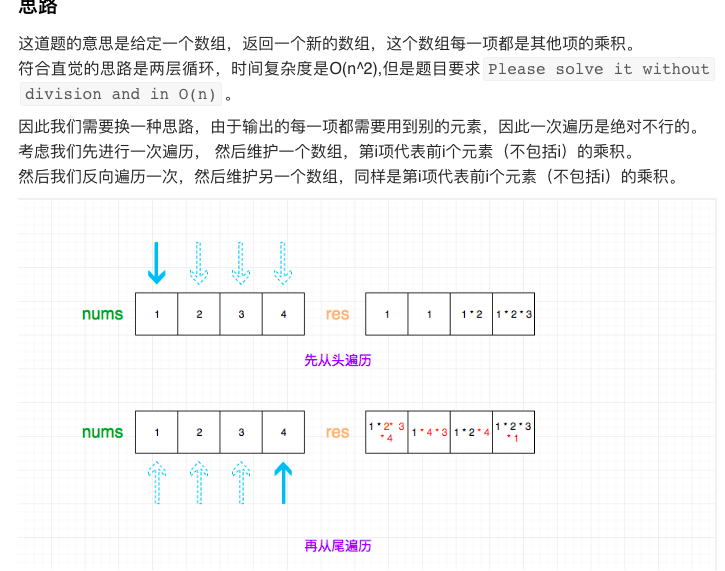 思路
这道题的意思是给定一个数组，返回一个新的数组，这个数组每一项都是其他项的乘积。
符合直觉的思路是两层循环，时间复杂度是O(n^2),但是题目要求 Please solve it without
division and in O(n) 。
因此我们需要换一种思路，由于输出的每一项都需要用到别的元素，因此一次遍历是绝对不行的。
考虑我们先进行一次遍历， 然后维护一个数组，第i项代表前i个元素（不包括i）的乘积。
然后我们反向遍历一次，然后维护另一个数组，同样是第i项代表前i个元素（不包括i）的乘积。
nums 1 2 3 4 res 1 1 1*2 1*2*3
先从头遍历
nums 1 2 3 4 res 1*2*3 1*4*3 1*2*4 1*2*3
*4 *1
再从尾遍历